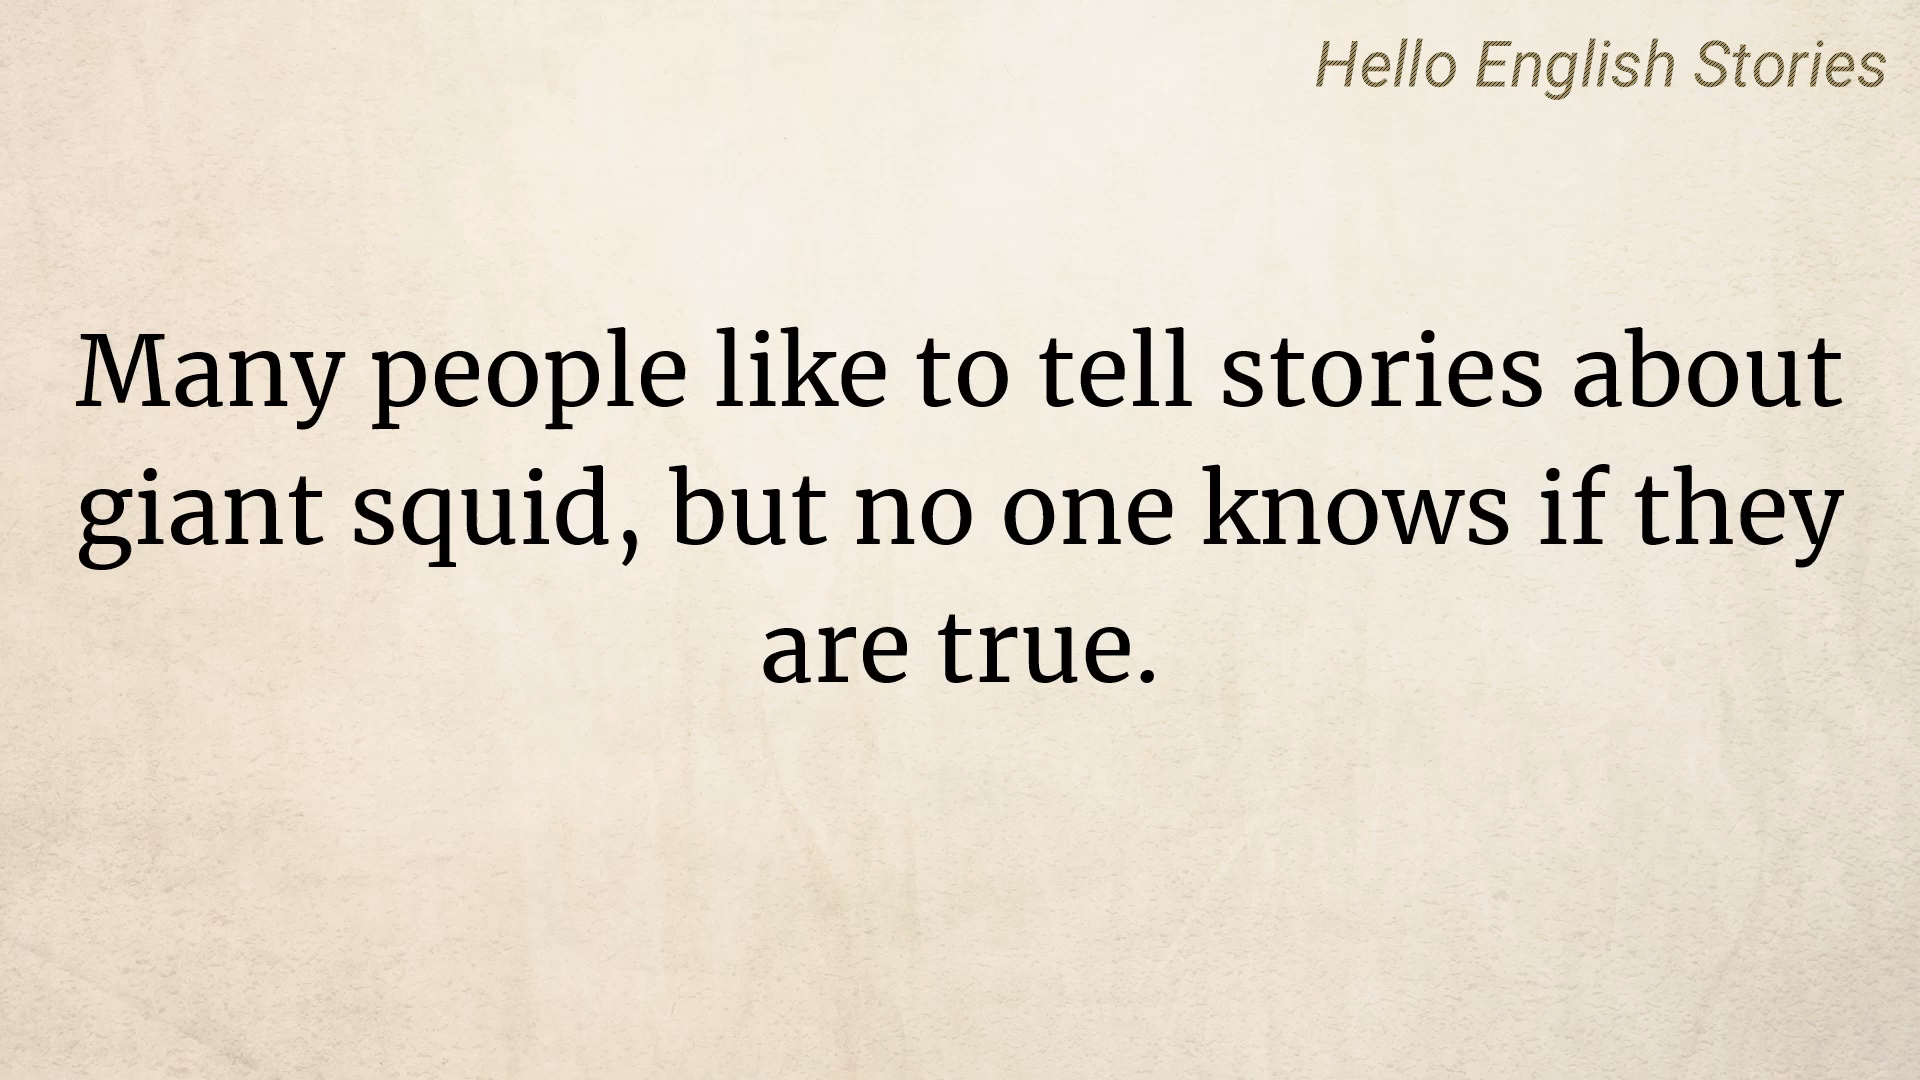 Hello English Stories
Many people like to tell stories about
giant squid, but no one knows if they
are true.